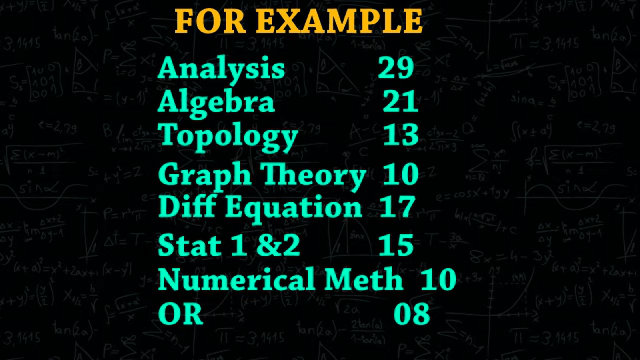 FOR EXAMPLE
Analysis 29
Algebra 21
Topology 13
Graph Theory 10
Diff Equation 17
Stat 1 &2 15
Numerical Meth 10
OR 08